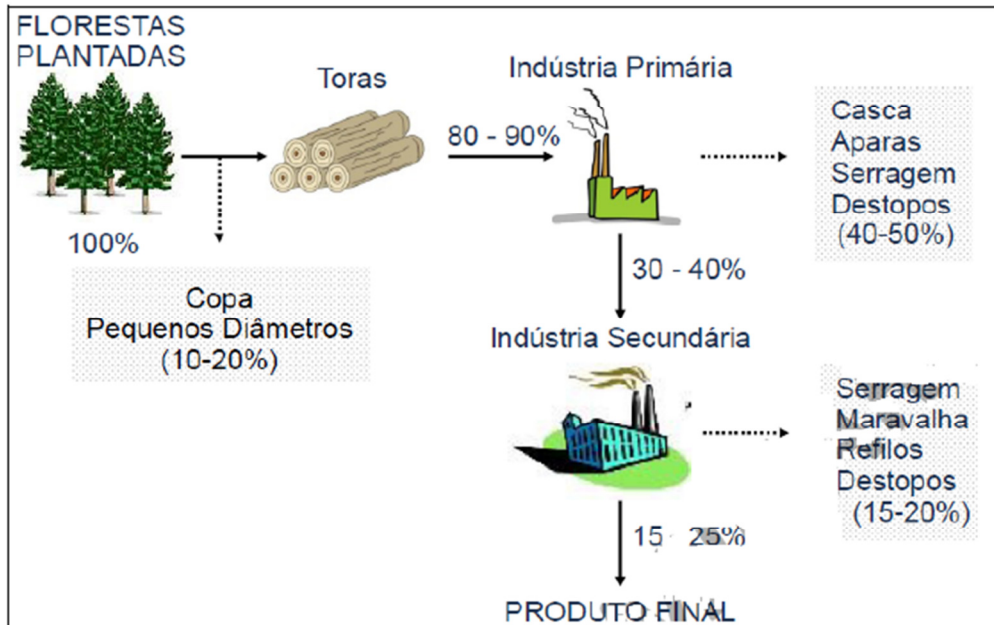 FLORESTAS
PLANTADAS
Toras
Indústria Primária
80 - 90%
Casca
Aparas
Serragem
Destopos
(40-50%)
100%
Copa
Pequenos Diâmetros
(10-20%)
30 - 40%
Indústria Secundária
Serragem
Maravalha
Refilos
Destopos
(15-20%)
15 - 25%
PRODUTO FINAL